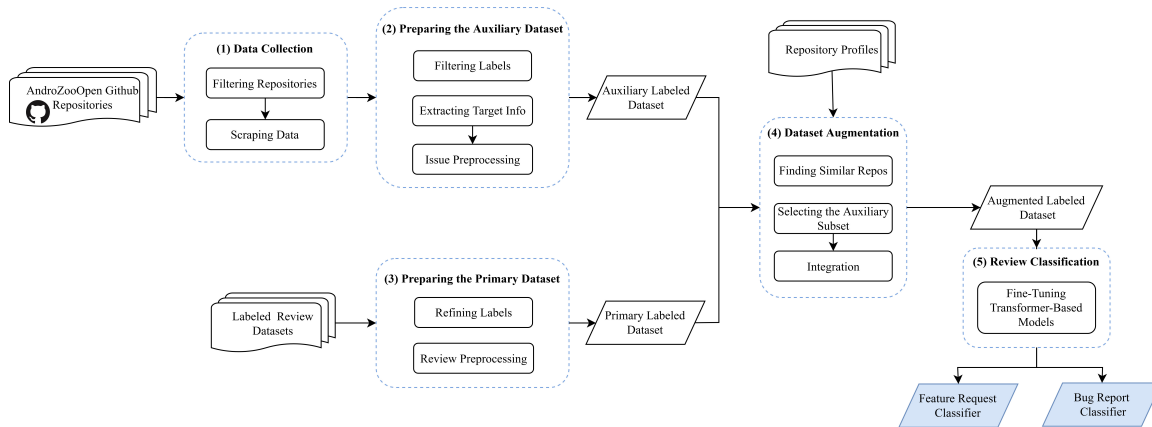 AndroZooOpen Github
Repositories
(1) Data Collection
Filtering Repositories
Scraping Data
(2) Preparing the Auxiliary Dataset
Filtering Labels
Extracting Target Info
Issue Preprocessing
Auxiliary Labeled
Dataset
Labeled Review
Datasets
(3) Preparing the Primary Dataset
Refining Labels
Review Preprocessing
Primary Labeled
Dataset
Repository Profiles
(4) Dataset Augmentation
Finding Similar Repos
Selecting the Auxiliary
Subset
Integration
Augmented Labeled
Dataset
(5) Review Classification
Fine-Tuning
Transformer-Based
Models
Feature Request
Classifier
Bug Report
Classifier